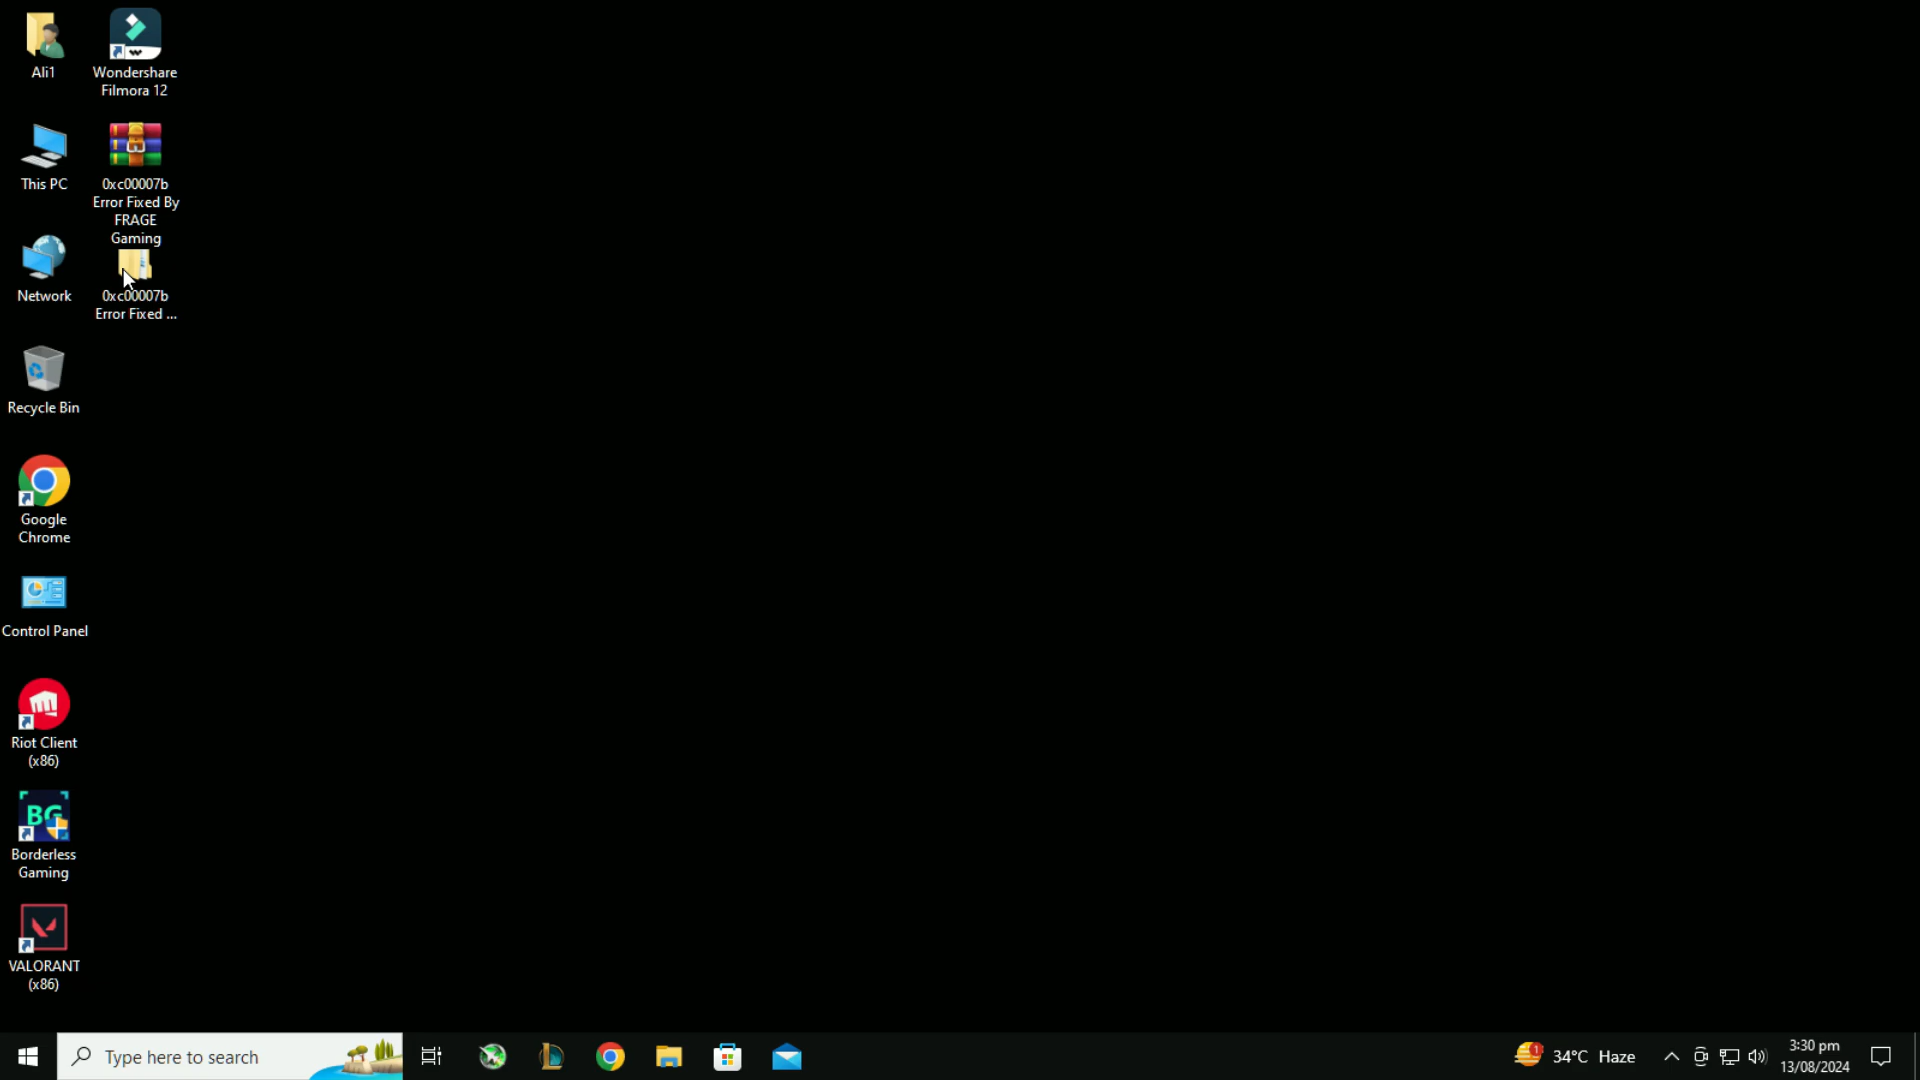 Ali1
Wondershare
Filmora 12
This PC
0xc00007b
Error Fixed By
FRAGE
Gaming
Network
0xc00007b
Error Fixed ...
Recycle Bin
Google
Chrome
Control Panel
Riot Client
(x86)
BG
Borderless
Gaming
VALORANT
(x86)
Type here to search
1
34°C Haze
3:30 pm
13/08/2024